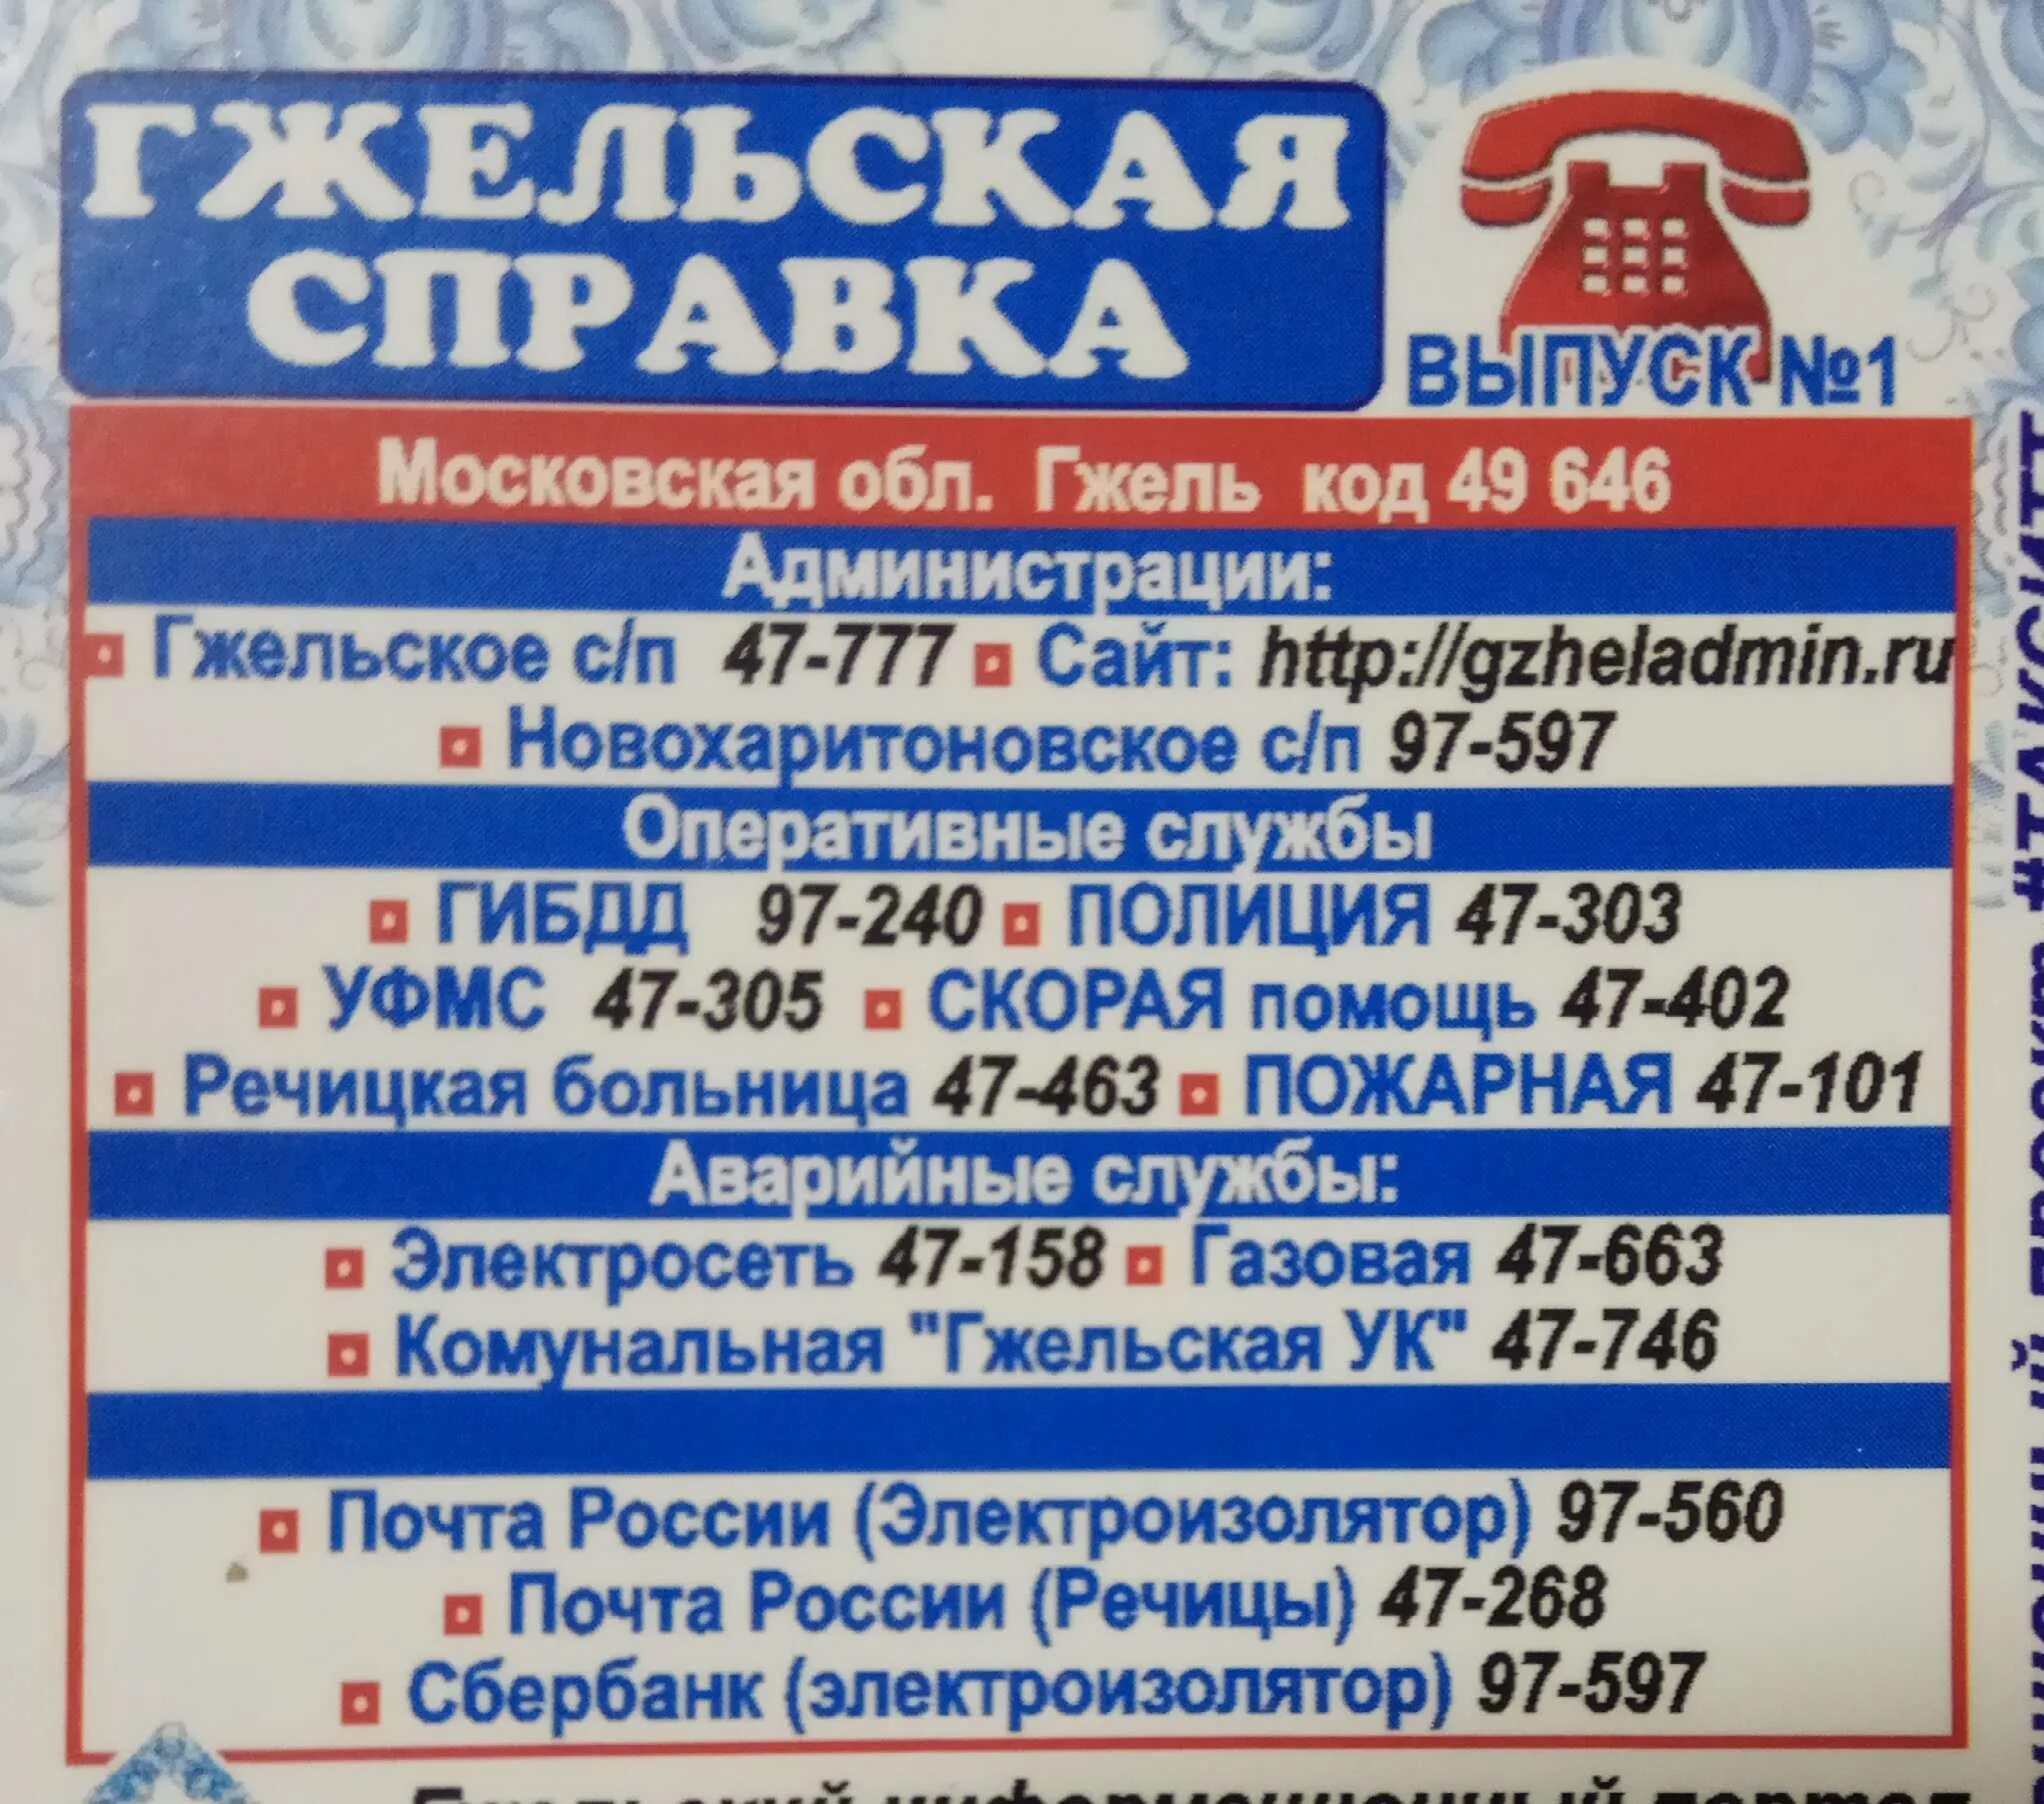 ГЖЕЛЬСКАЯ
СПРАВКА
ВЫПУСК №1
Московская обл. Гжель код 49 646
Администрации:
Гжельское с/п 47-777 Сайт: http://gzheladmin.ru
Новохаритоновское с/п 97-597
Оперативные службы
ГИБДД 97-240 ПОЛИЦИЯ 47-303
УФМС 47-305 СКОРАЯ помощь 47-402
Речицкая больница 47-463 ПОЖАРНАЯ 47-101
Аварийные службы:
Электросеть 47-158 Газовая 47-663
Комунальная "Гжельская УК" 47-746
Почта России (Электроизолятор) 97-560
Почта России (Речицы) 47-268
Сбербанк (электроизолятор) 97-597